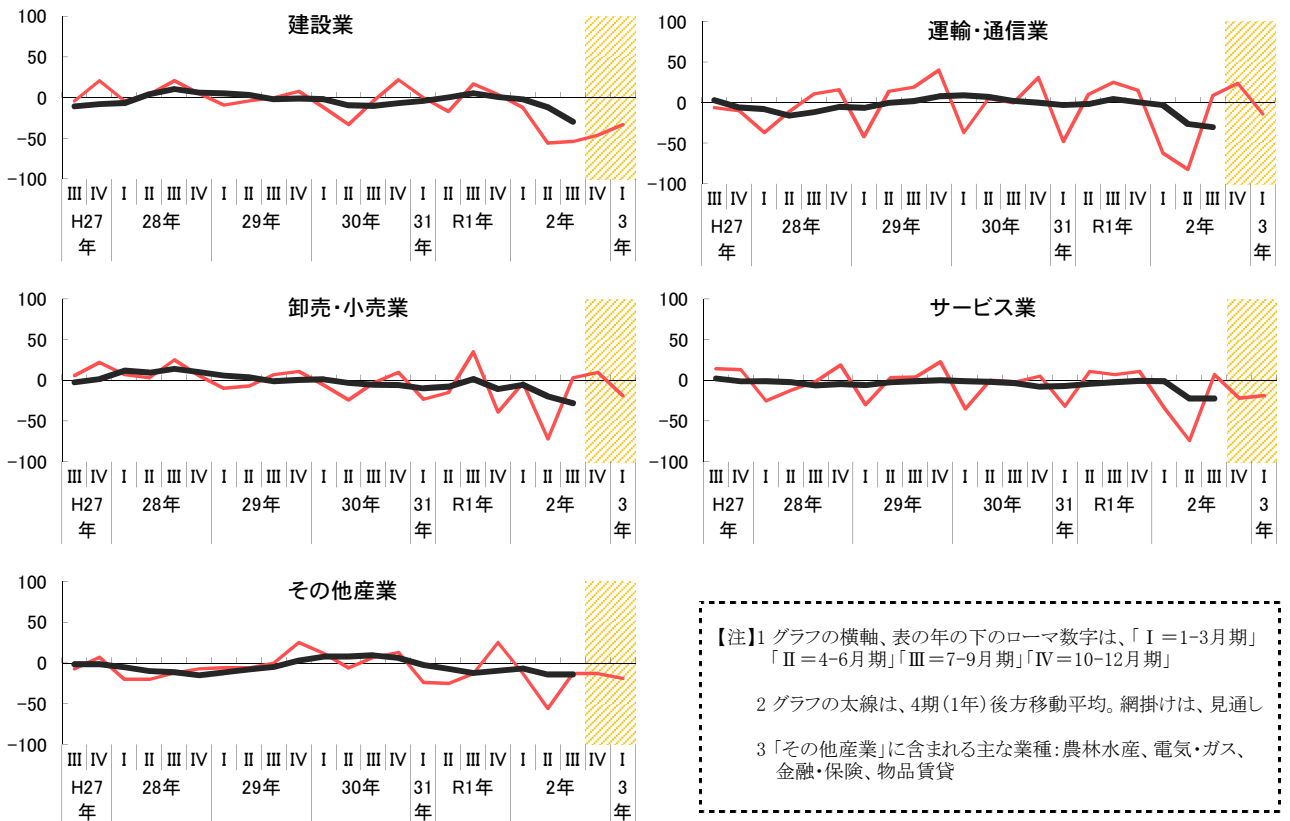 建設業
100
50
0
-50
-100
Ⅲ Ⅳ Ⅰ Ⅱ Ⅲ Ⅳ Ⅰ Ⅱ Ⅲ Ⅳ Ⅰ Ⅱ Ⅲ Ⅳ Ⅰ Ⅱ Ⅲ Ⅳ Ⅰ Ⅱ Ⅲ Ⅳ Ⅰ
H27年 28年 29年 30年 31年 R1年 2年 3年
運輸・通信業
100
50
0
-50
-100
Ⅲ Ⅳ Ⅰ Ⅱ Ⅲ Ⅳ Ⅰ Ⅱ Ⅲ Ⅳ Ⅰ Ⅱ Ⅲ Ⅳ Ⅰ Ⅱ Ⅲ Ⅳ Ⅰ Ⅱ Ⅲ Ⅳ Ⅰ
H27年 28年 29年 30年 31年 R1年 2年 3年
卸売・小売業
100
50
0
-50
-100
Ⅲ Ⅳ Ⅰ Ⅱ Ⅲ Ⅳ Ⅰ Ⅱ Ⅲ Ⅳ Ⅰ Ⅱ Ⅲ Ⅳ Ⅰ Ⅱ Ⅲ Ⅳ Ⅰ Ⅱ Ⅲ Ⅳ Ⅰ
H27年 28年 29年 30年 31年 R1年 2年 3年
サービス業
100
50
0
-50
-100
Ⅲ Ⅳ Ⅰ Ⅱ Ⅲ Ⅳ Ⅰ Ⅱ Ⅲ Ⅳ Ⅰ Ⅱ Ⅲ Ⅳ Ⅰ Ⅱ Ⅲ Ⅳ Ⅰ Ⅱ Ⅲ Ⅳ Ⅰ
H27年 28年 29年 30年 31年 R1年 2年 3年
その他産業
100
50
0
-50
-100
Ⅲ Ⅳ Ⅰ Ⅱ Ⅲ Ⅳ Ⅰ Ⅱ Ⅲ Ⅳ Ⅰ Ⅱ Ⅲ Ⅳ Ⅰ Ⅱ Ⅲ Ⅳ Ⅰ Ⅱ Ⅲ Ⅳ Ⅰ
H27年 28年 29年 30年 31年 R1年 2年 3年
【注】1 グラフの横軸、表の年の下のローマ数字は、「Ⅰ=1-3月期」
「Ⅱ=4-6月期」「Ⅲ=7-9月期」「Ⅳ=10-12月期」
2 グラフの太線は、4期(1年)後方移動平均。網掛けは、見通し
3 「その他産業」に含まれる主な業種:農林水産、電気・ガス、
金融・保険、物品賃貸